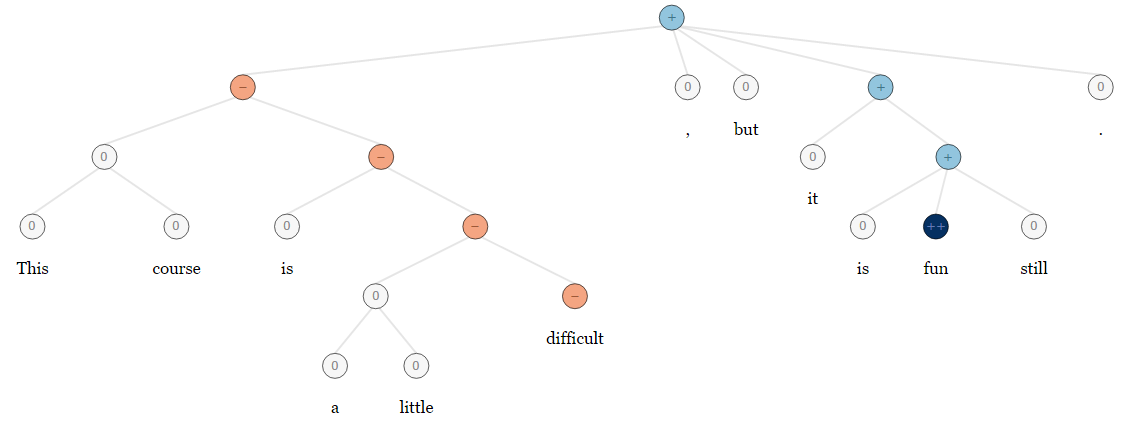 +
− 0 0 + 0
, but .
0 − 0 +
it
0 0 0 − 0 ++ 0
This course is is fun still
0 −
difficult
0 0
a little